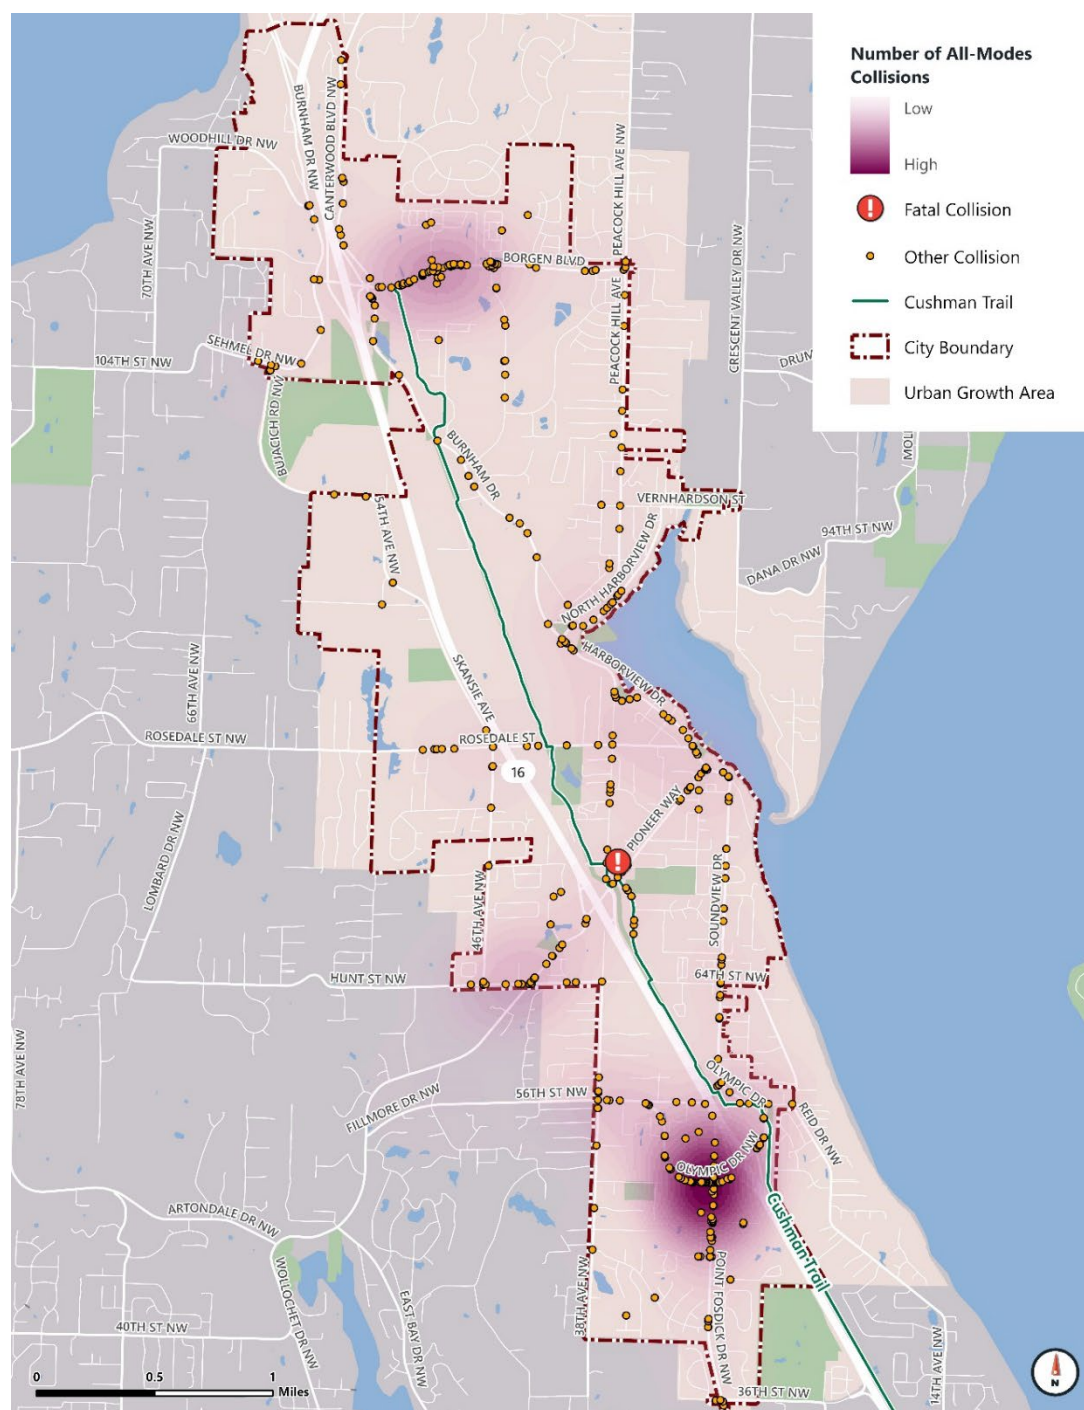 Number of All-Modes
Collisions
Low
High
Fatal Collision
Other Collision
Cushman Trail
City Boundary
Urban Growth Area
WOODHILL DR NW
BURNHAM DR NW
CANTERWOOD BLVD NW
PEACOCK HILL AVE NW
70TH AVE NW
BORGEN BLVD
CRESCENT VALLEY DR NW
SEHMEL DR NW
104TH ST NW
PEACOCK HILL AVE
DRUM
BUJACICH RD NW
BURNHAM DR
MOLL
VERNHARDSON ST
54TH AVE NW
94TH ST NW
DANA DR NW
NORTH HARBORVIEW DR
HARBORVIEW DR
66TH AVE NW
SKANSIE AVE
ROSEDALE ST NW
ROSEDALE ST
16
PIONEER WAY
LOMBARD DR NW
46TH AVE NW
SOUNDVIEW DR
HUNT ST NW
64TH ST NW
78TH AVE NW
OLYMPIC DR
56TH ST NW
FILLMORE DR NW
REID DR NW
OLYMPIC DR NW
ARTONDALE DR NW
Cushman Trail
WOLLOCHET DR NW
EAST BAY DR NW
38TH AVE NW
POINT FOSDICK DR NW
40TH ST NW
36TH ST NW
14TH AVE NW
0 0.5 1
Miles
N